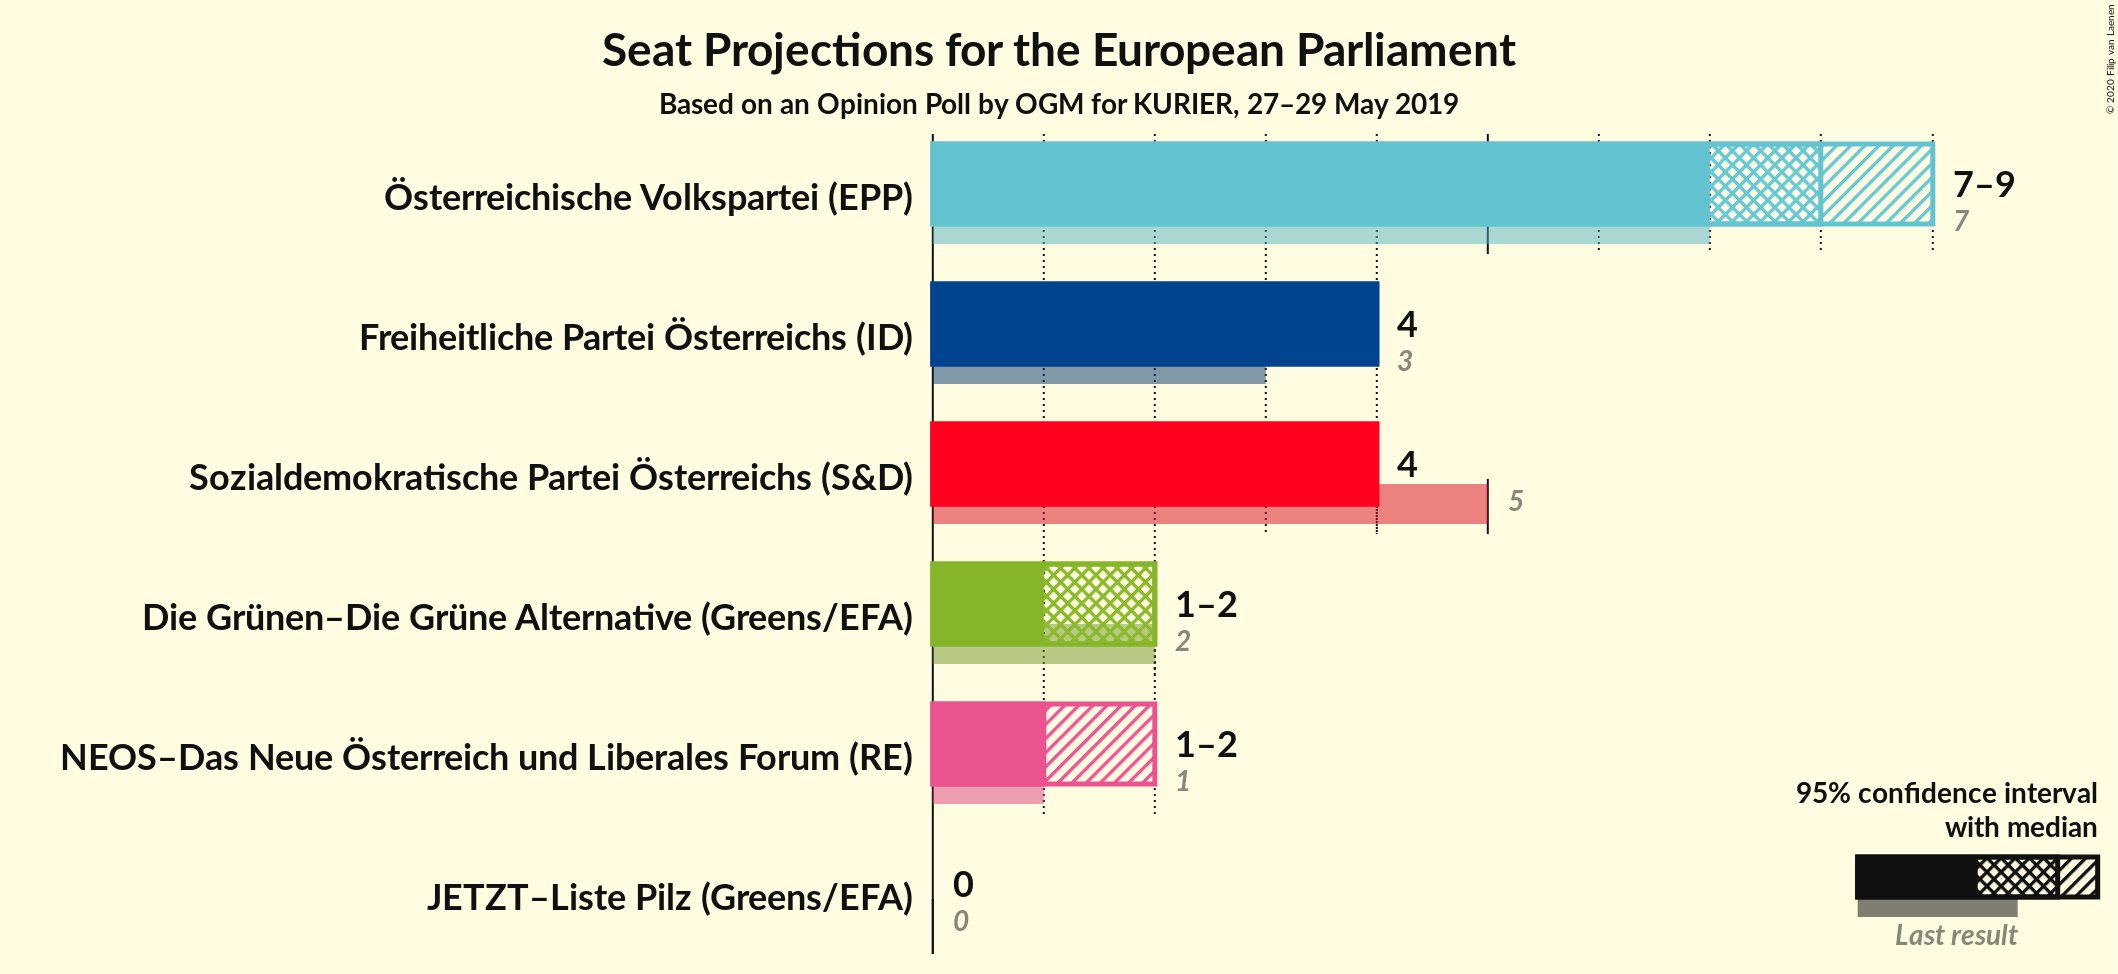 Seat Projections for the European Parliament
Based on an Opinion Poll by OGM for KURIER, 27–29 May 2019
© 2020 Filip van Laenen
Österreichische Volkspartei (EPP)
7–9
7
Freiheitliche Partei Österreichs (ID)
4
3
Sozialdemokratische Partei Österreichs (S&D)
4
5
Die Grünen–Die Grüne Alternative (Greens/EFA)
1–2
2
NEOS–Das Neue Österreich und Liberales Forum (RE)
1–2
1
JETZT–Liste Pilz (Greens/EFA)
0
0
95% confidence interval
with median
Last result